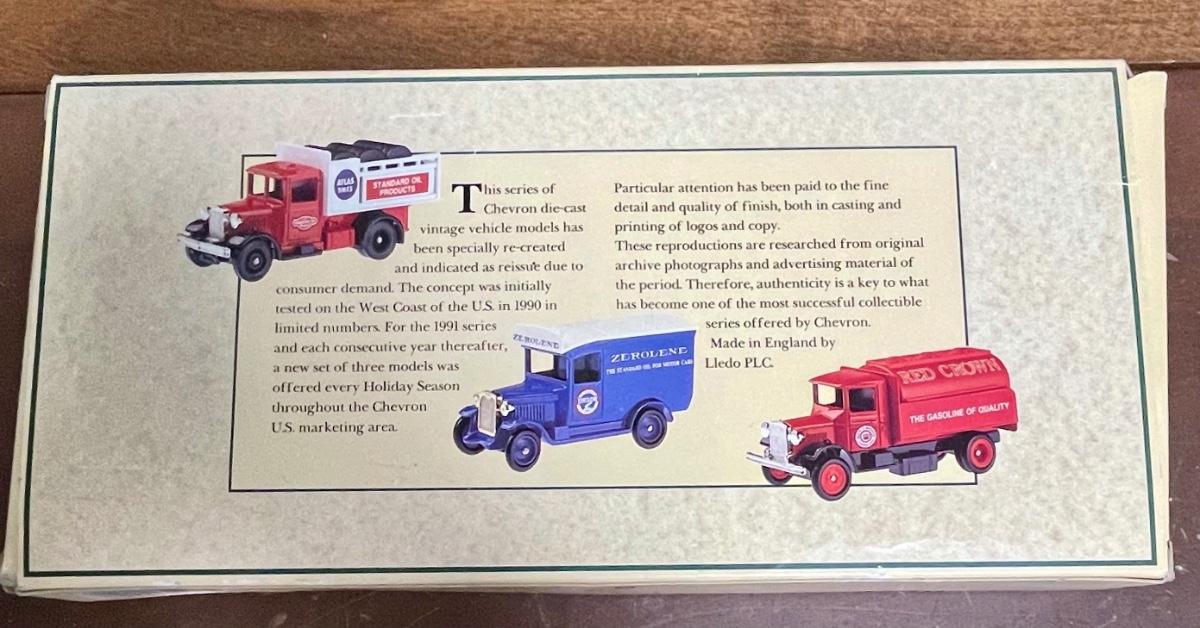 This series of
Chevron die-cast
vintage vehicle models has
been specially re-created
and indicated as reissue due to
consumer demand. The concept was initially
tested on the West Coast of the U.S. in 1990 in
limited numbers. For the 1991 series
and each consecutive year thereafter,
a new set of three models was
offered every Holiday Season
throughout the Chevron
U.S. marketing area.
Particular attention has been paid to the fine
detail and quality of finish, both in casting and
printing of logos and copy.
These reproductions are researched from original
archive photographs and advertising material of
the period. Therefore, authenticity is a key to what
has become one of the most successful collectible
series offered by Chevron.
Made in England by
Lledo PLC.
ATLAS
TIRES
STANDARD OIL
PRODUCTS
ZEROLENE
ZEROLENE
THE STANDARD OIL FOR MOTOR CARS
RED CROWN
THE GASOLINE OF QUALITY